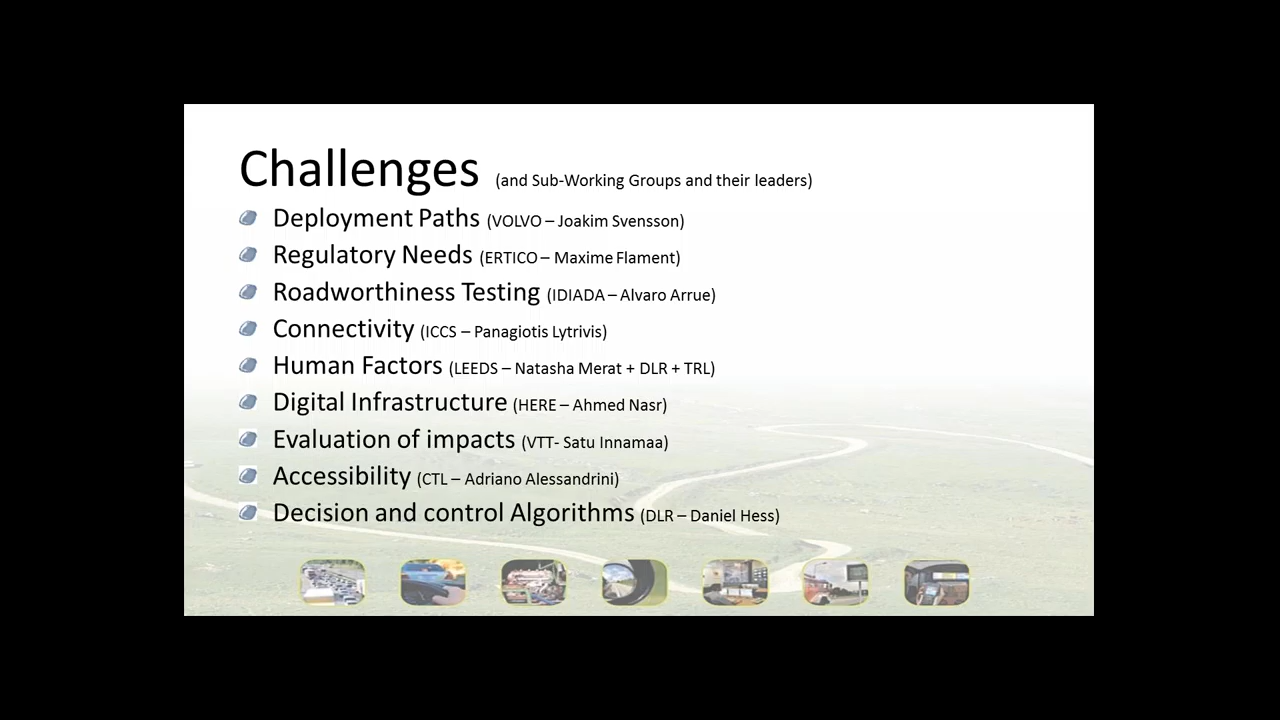 Challenges (and Sub-Working Groups and their leaders)
Deployment Paths (VOLVO – Joakim Svensson)
Regulatory Needs (ERTICO – Maxime Flament)
Roadworthiness Testing (IDIADA – Alvaro Arrue)
Connectivity (ICCS – Panagiotis Lytrivis)
Human Factors (LEEDS – Natasha Merat + DLR + TRL)
Digital Infrastructure (HERE – Ahmed Nasr)
Evaluation of impacts (VTT- Satu Innamaa)
Accessibility (CTL – Adriano Alessandrini)
Decision and control Algorithms (DLR – Daniel Hess)